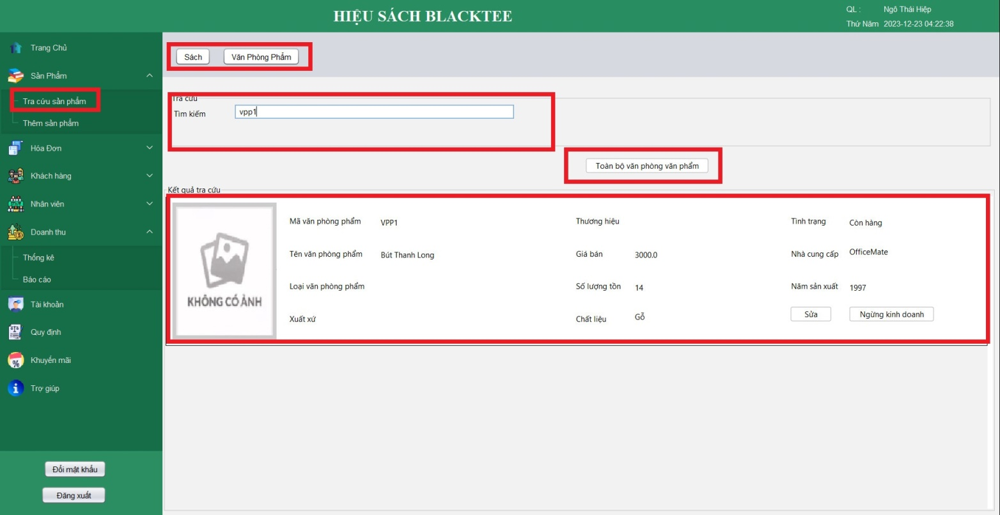 HIỆU SÁCH BLACKTEE
QL : Ngô Thái Hiệp
Thứ Năm 2023-12-23 04:22:38
Trang Chủ
Sản Phẩm
Tra cứu sản phẩm
Thêm sản phẩm
Hóa Đơn
Khách hàng
Nhân viên
Doanh thu
Thống kê
Báo cáo
Tài khoản
Quy định
Khuyến mãi
Trợ giúp
Đổi mật khẩu
Đăng xuất
Sách Văn Phòng Phẩm
Tra cứu
Tìm kiếm vpp1
Toàn bộ văn phòng văn phẩm
Kết quả tra cứu
KHÔNG CÓ ẢNH
Mã văn phòng phẩm VPP1 Thương hiệu Tình trạng Còn hàng
Tên văn phòng phẩm Bút Thanh Long Giá bán 3000.0 Nhà cung cấp OfficeMate
Loại văn phòng phẩm Số lượng tồn 14 Năm sản xuất 1997
Xuất xứ Chất liệu Gỗ Sửa Ngừng kinh doanh